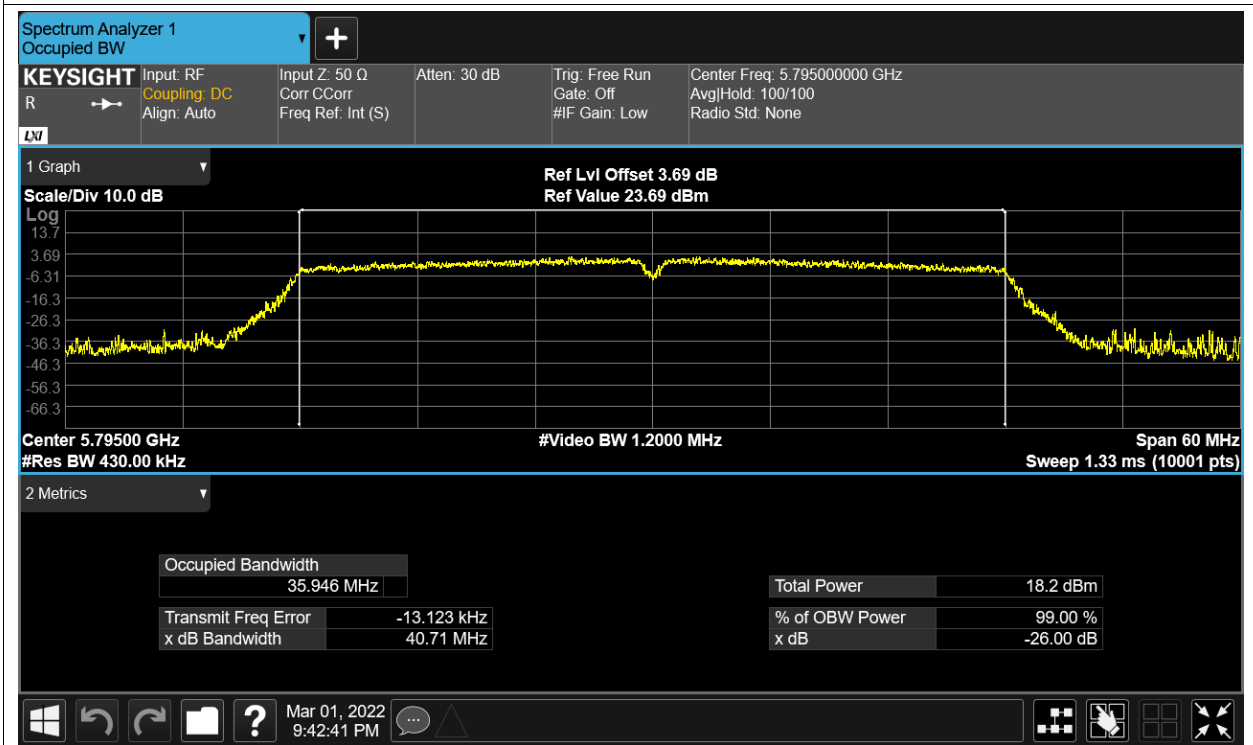 Spectrum Analyzer 1
Occupied BW
KEYSIGHT
R
LXI
Input: RF
Coupling: DC
Align: Auto
Input Z: 50 Ω
Corr CCorr
Freq Ref: Int (S)
Atten: 30 dB
Trig: Free Run
Gate: Off
#IF Gain: Low
Center Freq: 5.795000000 GHz
Avg|Hold: 100/100
Radio Std: None
1 Graph
Scale/Div 10.0 dB
Ref Lvl Offset 3.69 dB
Ref Value 23.69 dBm
Log
13.7
3.69
-6.31
-16.3
-26.3
-36.3
-46.3
-56.3
-66.3
Center 5.79500 GHz
#Video BW 1.2000 MHz
Span 60 MHz
#Res BW 430.00 kHz
Sweep 1.33 ms (10001 pts)
2 Metrics
Occupied Bandwidth
35.946 MHz
Transmit Freq Error -13.123 kHz
x dB Bandwidth 40.71 MHz
Total Power 18.2 dBm
% of OBW Power 99.00 %
x dB -26.00 dB
?
Mar 01, 2022
9:42:41 PM